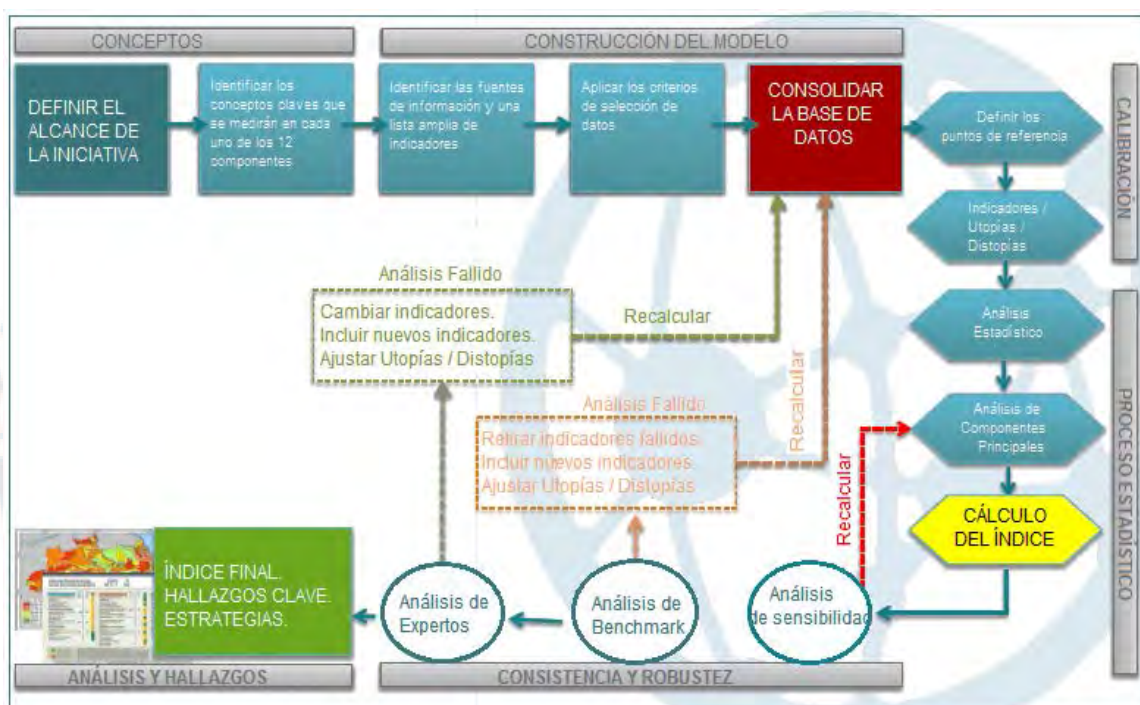 CONCEPTOS
CONSTRUCCIÓN DEL MODELO
DEFINIR EL
ALCANCE DE
LA INICIATIVA
Identificar los
conceptos claves que
se medirán en cada
uno de los 12
componentes
Identificar las fuentes
de información y una
lista amplia de
indicadores
Aplicar los criterios
de selección de
datos
CONSOLIDAR
LA BASE DE
DATOS
Definir los
puntos de referencia
CALIBRACIÓN
Indicadores /
Utopías /
Distopías
Análisis Fallido
Cambiar indicadores.
Incluir nuevos indicadores.
Ajustar Utopías / Distopías
Recalcular
Análisis
Estadístico
Análisis Fallido
Retirar indicadores fallidos.
Incluir nuevos indicadores.
Ajustar Utopías / Distopías
Recalcular
Recalcular
Análisis de
Componentes
Principales
PROCESO ESTADÍSTICO
CÁLCULO
DEL ÍNDICE
ÍNDICE FINAL.
HALLAZGOS CLAVE.
ESTRATEGIAS.
Análisis de
Expertos
Análisis de
Benchmark
Análisis
de sensibilidad
ANÁLISIS Y HALLAZGOS
CONSISTENCIA Y ROBUSTEZ